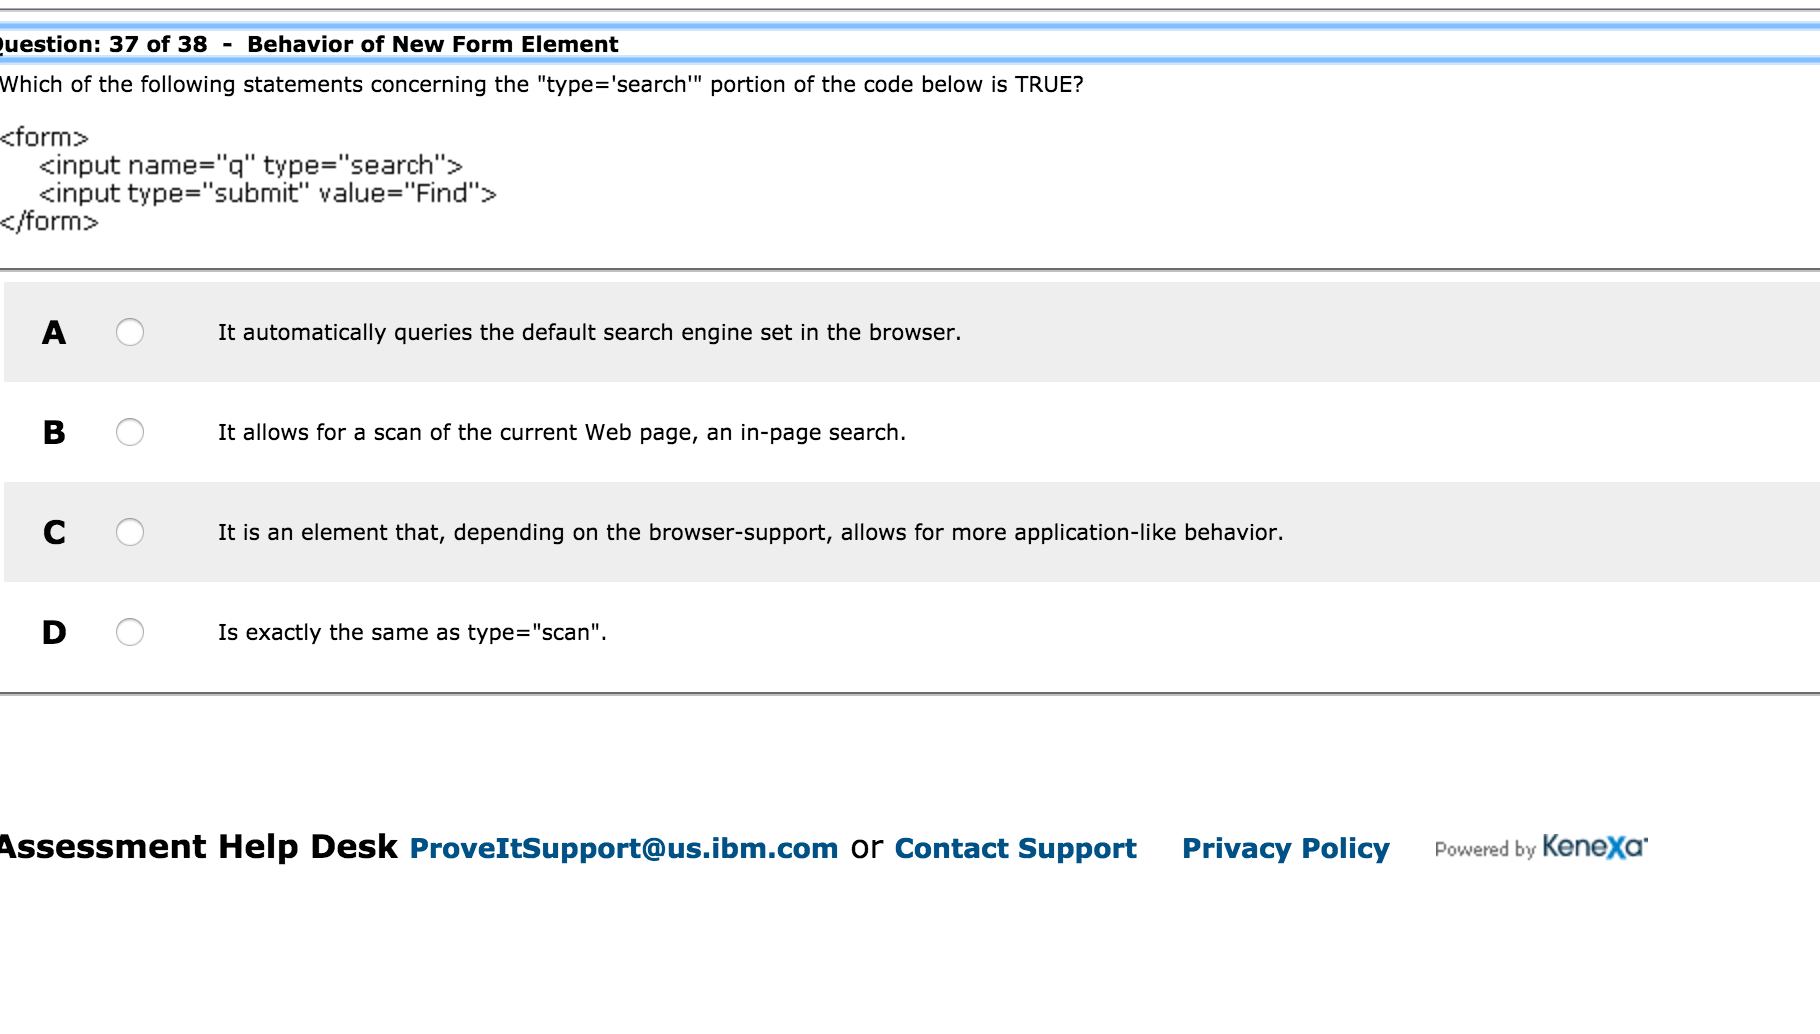 Question: 37 of 38 - Behavior of New Form Element
Which of the following statements concerning the "type='search'" portion of the code below is TRUE?
<form>
<input name="q" type="search">
<input type="submit" value="Find">
</form>
A It automatically queries the default search engine set in the browser.
B It allows for a scan of the current Web page, an in-page search.
C It is an element that, depending on the browser-support, allows for more application-like behavior.
D Is exactly the same as type="scan".
Assessment Help Desk ProveItSupport@us.ibm.com or Contact Support Privacy Policy Powered by Kenexa